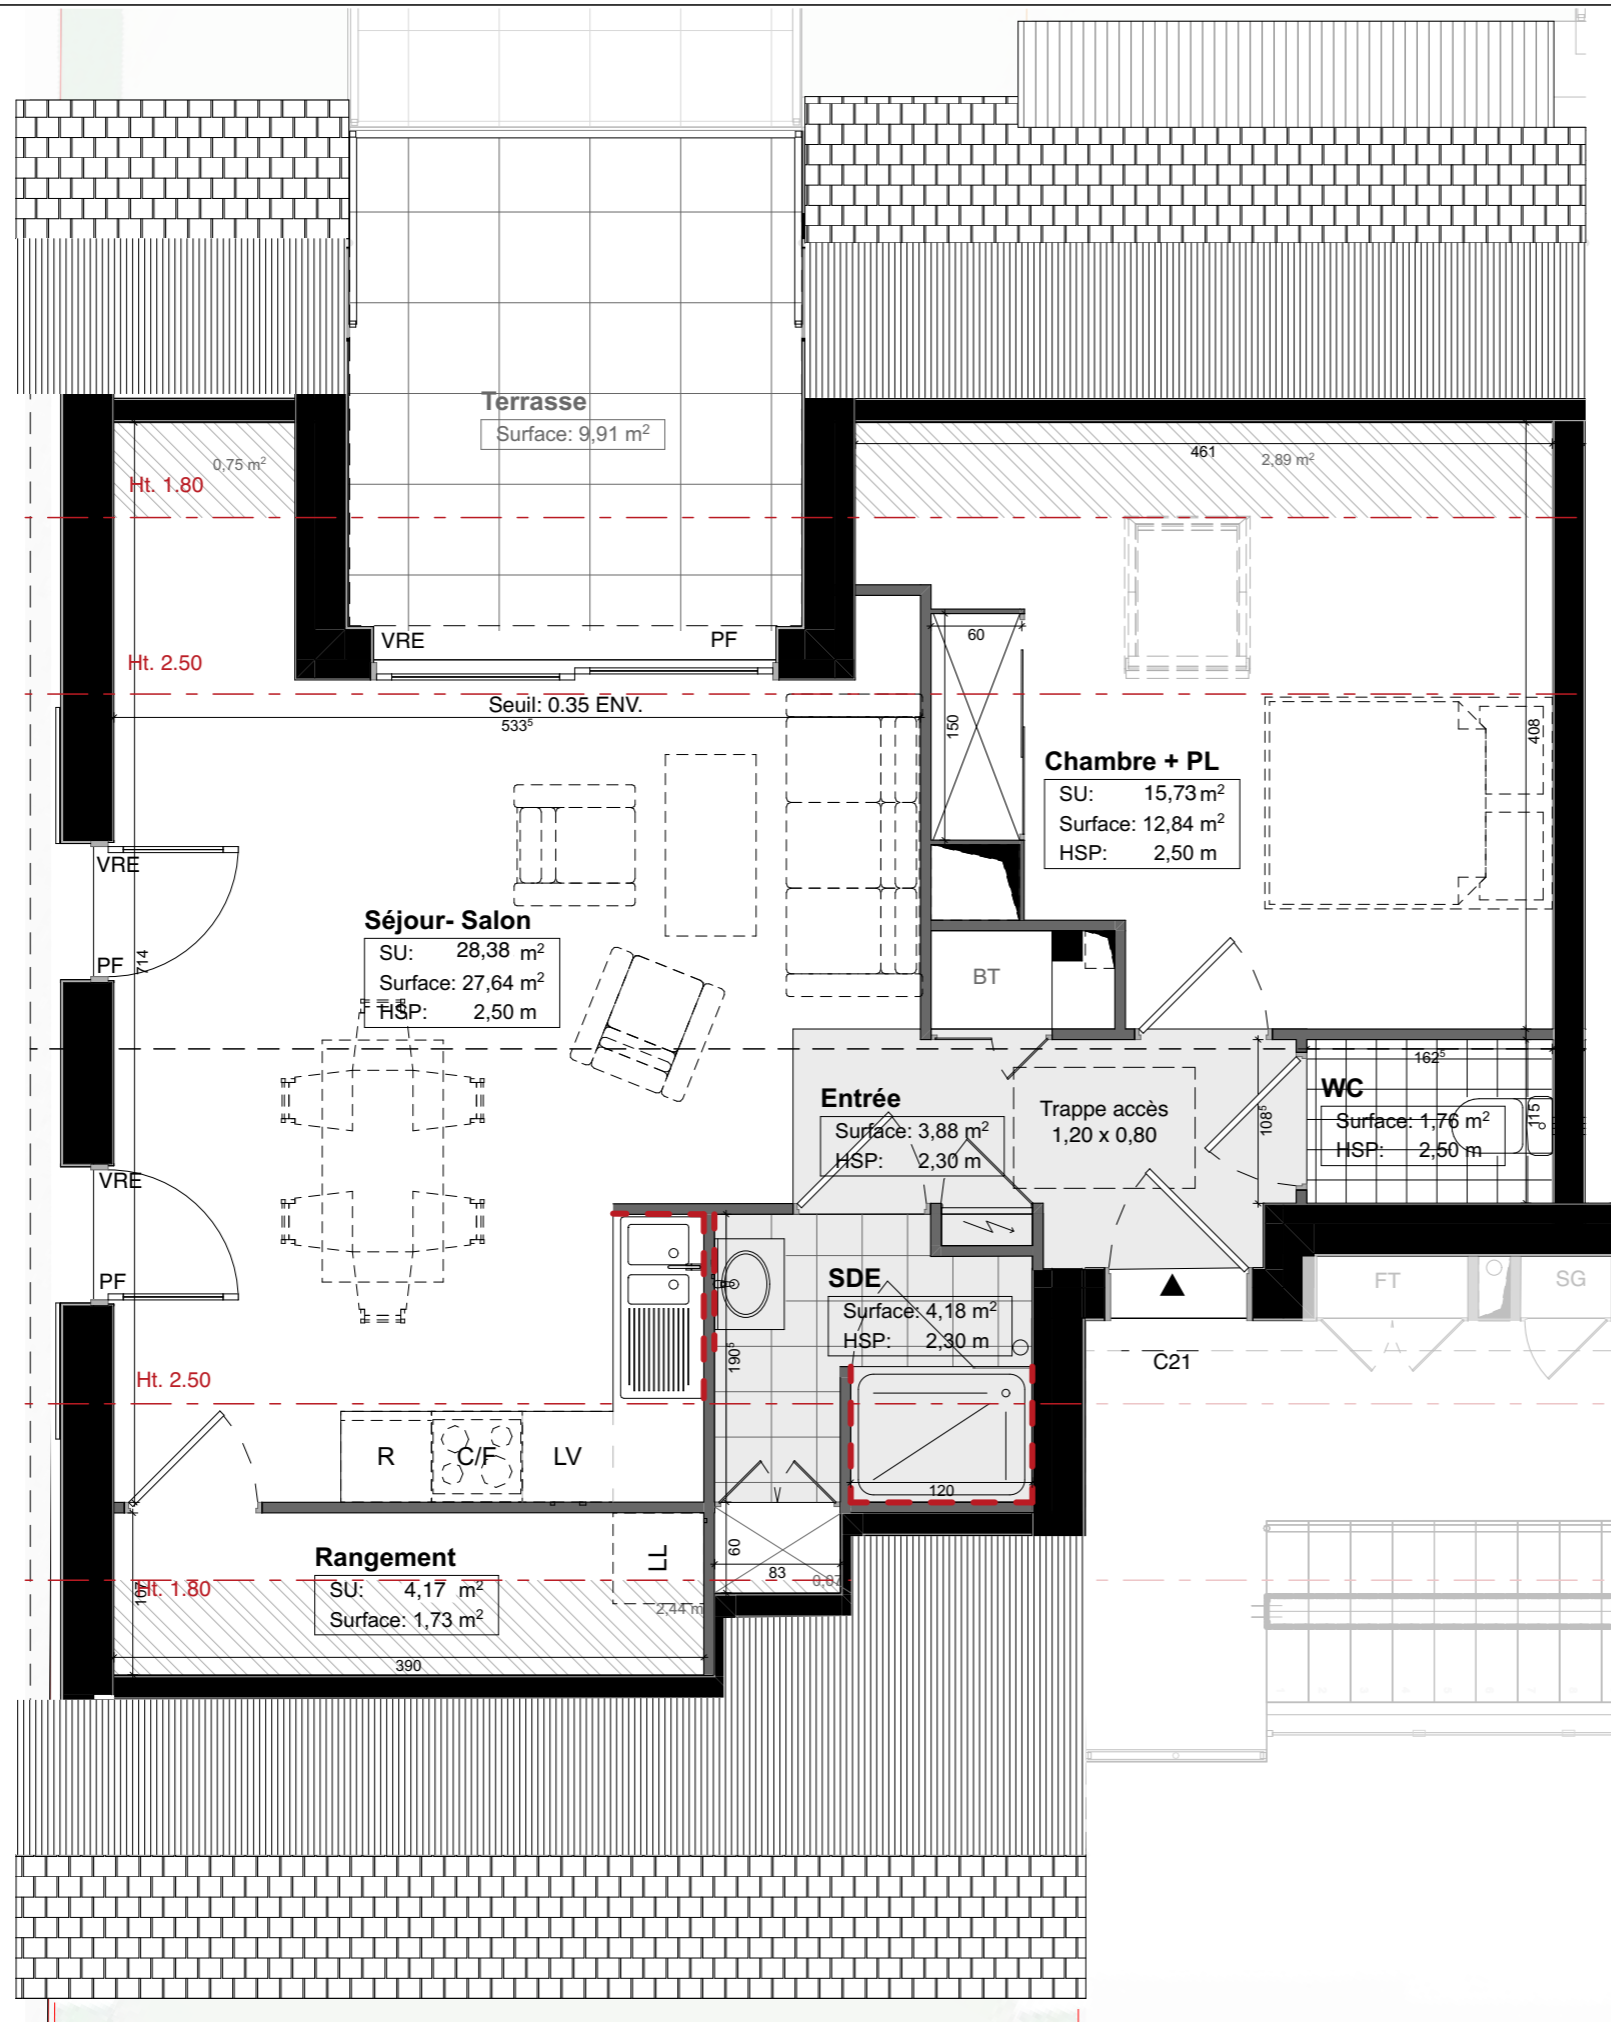 Terrasse
Surface: 9,91 m²
0,75 m²
Ht. 1.80
461
2,89 m²
VRE
PF
60
Ht. 2.50
Seuil: 0.35 ENV.
533⁵
150
408
Chambre + PL
SU: 15,73 m²
Surface: 12,84 m²
HSP: 2,50 m
VRE
PF
714
Séjour- Salon
SU: 28,38 m²
Surface: 27,64 m²
HSP: 2,50 m
BT
Entrée
Surface: 3,88 m²
HSP: 2,30 m
Trappe accès
1,20 x 0,80
108⁵
162⁵
WC
Surface: 1,76 m²
HSP: 2,50 m
115
VRE
PF
SDE
Surface: 4,18 m²
HSP: 2,30 m
190⁵
FT
SG
C21
Ht. 2.50
R
C/F
LV
120
Rangement
SU: 4,17 m²
Surface: 1,73 m²
LL
60
83
0,07
Ht. 1.80
107
2,44 m
390